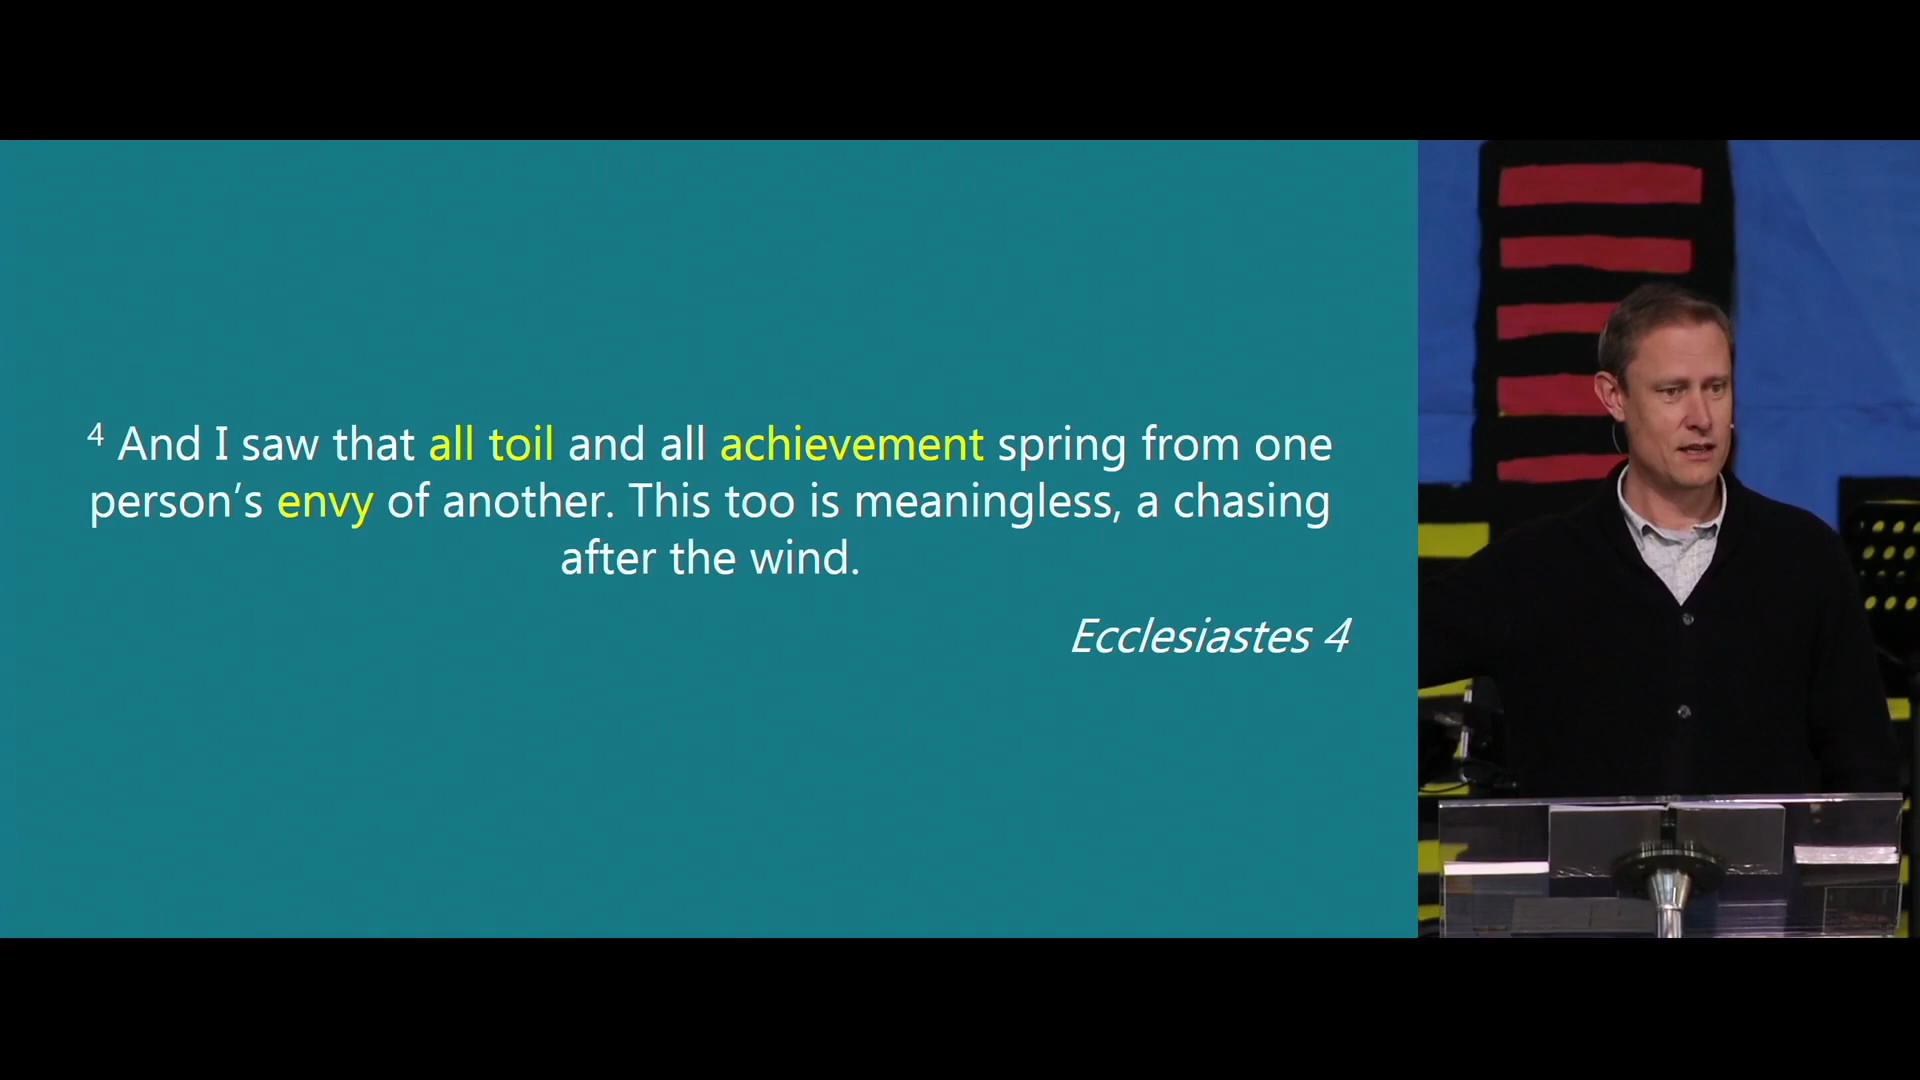 4 And I saw that all toil and all achievement spring from one
person’s envy of another. This too is meaningless, a chasing
after the wind.
Ecclesiastes 4